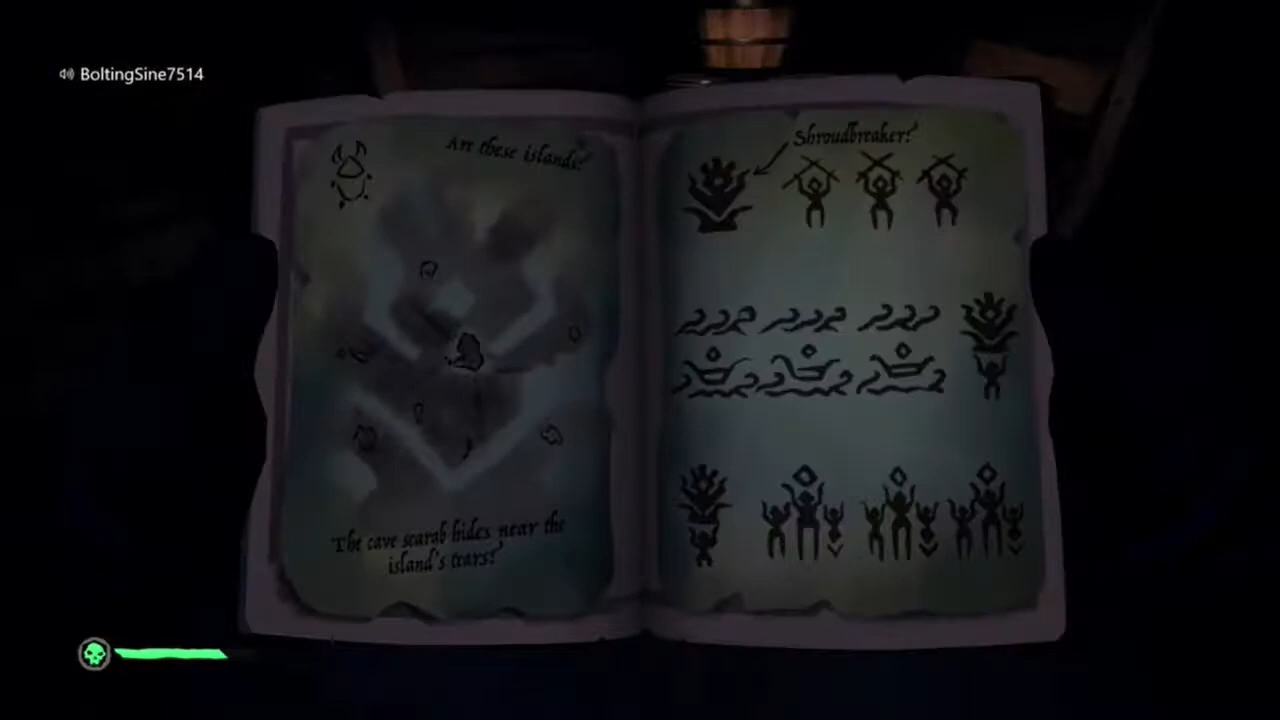 BoltingSine7514
Are these islands?
The cave scarab hides near the
island's tears?
Shroudbreaker?